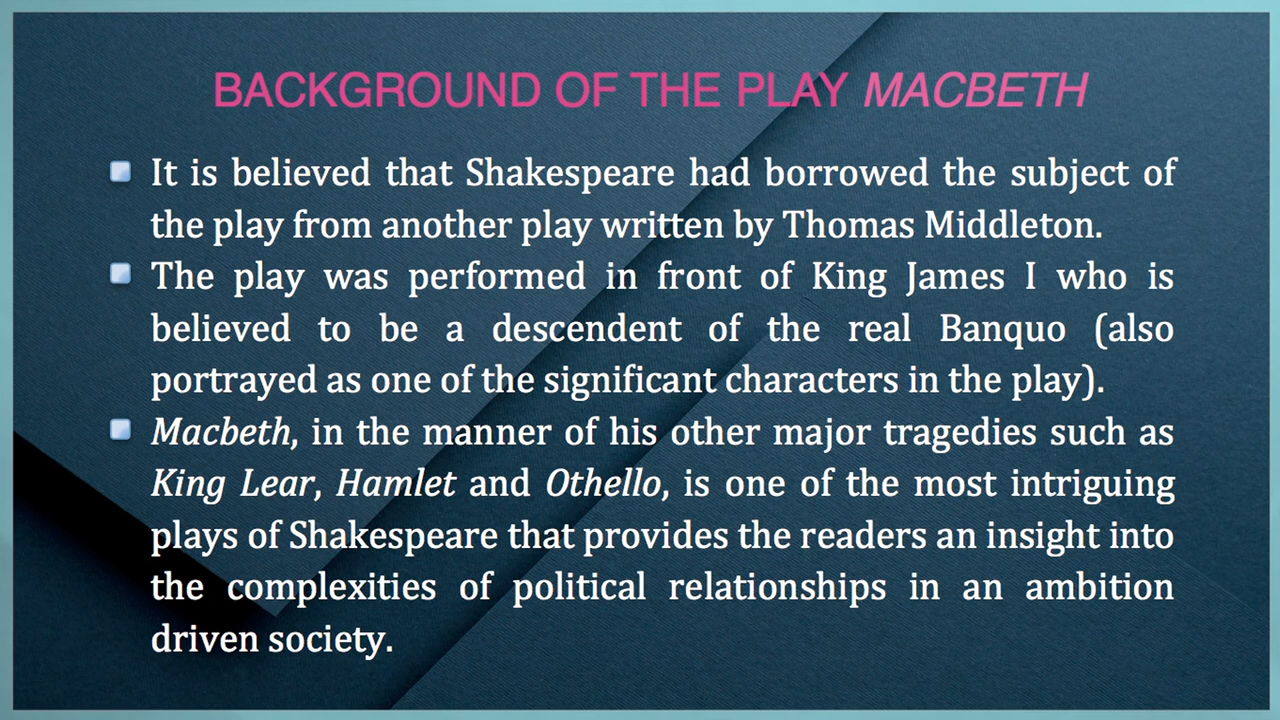 BACKGROUND OF THE PLAY MACBETH
It is believed that Shakespeare had borrowed the subject of
the play from another play written by Thomas Middleton.
The play was performed in front of King James I who is
believed to be a descendent of the real Banquo (also
portrayed as one of the significant characters in the play).
Macbeth, in the manner of his other major tragedies such as
King Lear, Hamlet and Othello, is one of the most intriguing
plays of Shakespeare that provides the readers an insight into
the complexities of political relationships in an ambition
driven society.